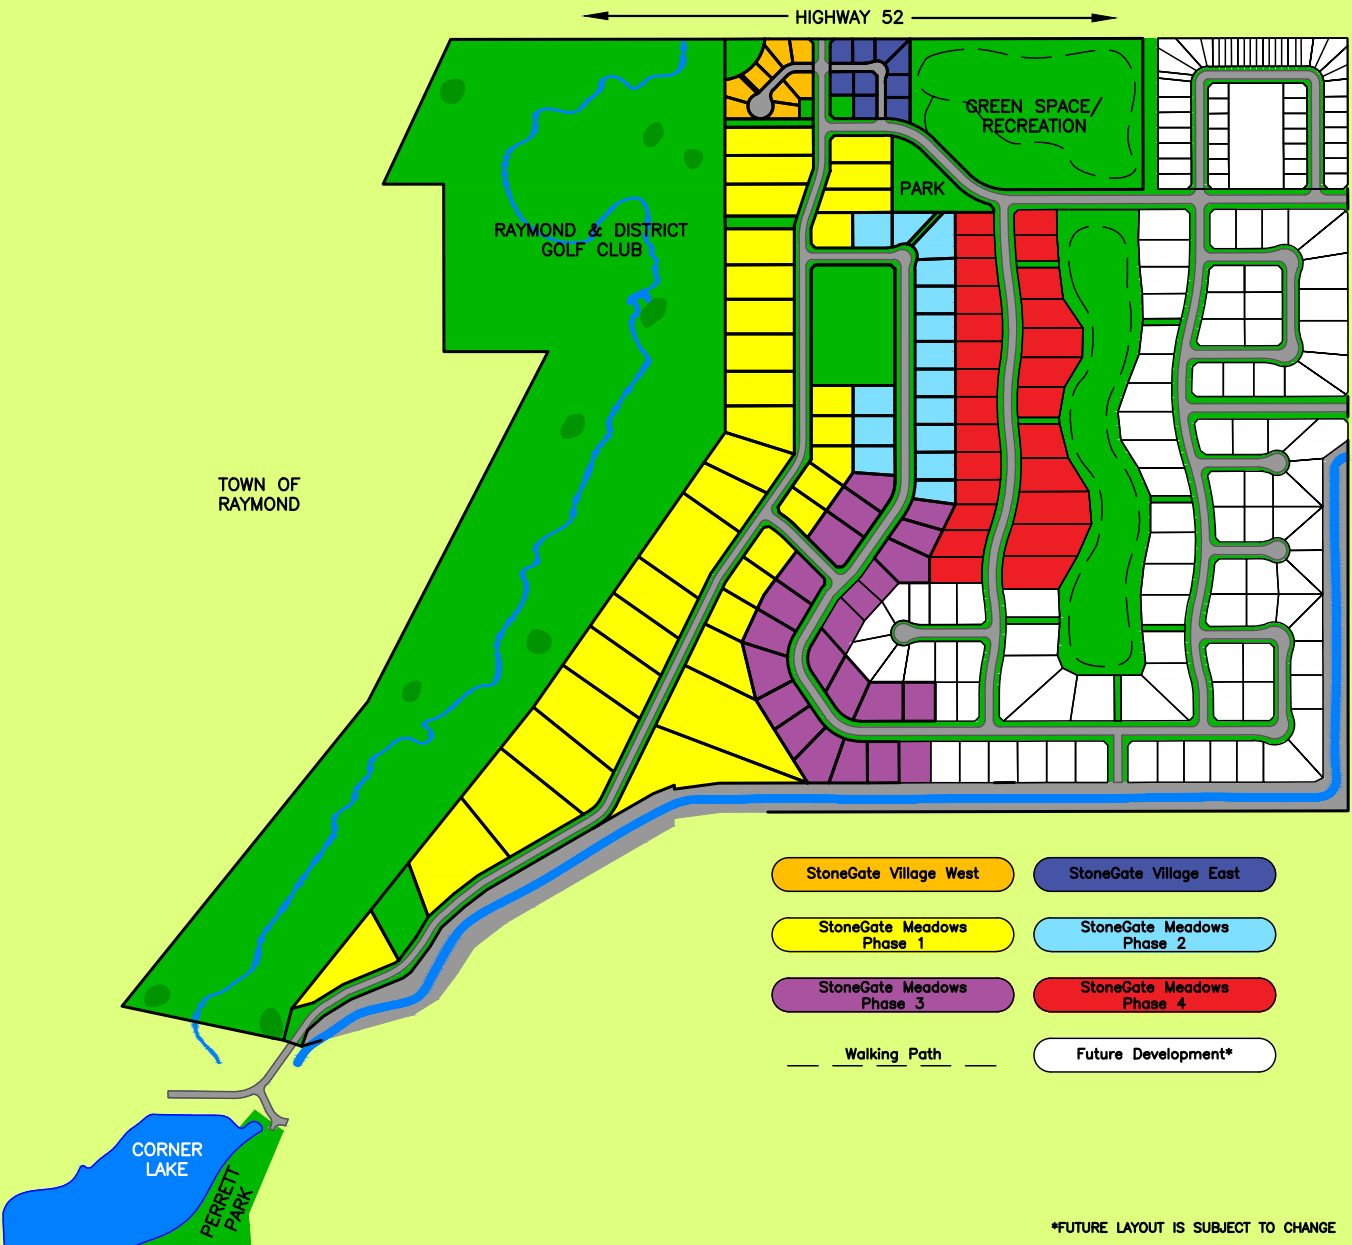 HIGHWAY 52
GREEN SPACE/
RECREATION
PARK
RAYMOND & DISTRICT
GOLF CLUB
TOWN OF
RAYMOND
StoneGate Village West
StoneGate Village East
StoneGate Meadows
Phase 1
StoneGate Meadows
Phase 2
StoneGate Meadows
Phase 3
StoneGate Meadows
Phase 4
Walking Path
Future Development*
CORNER
LAKE
PERRETT
PARK
*FUTURE LAYOUT IS SUBJECT TO CHANGE